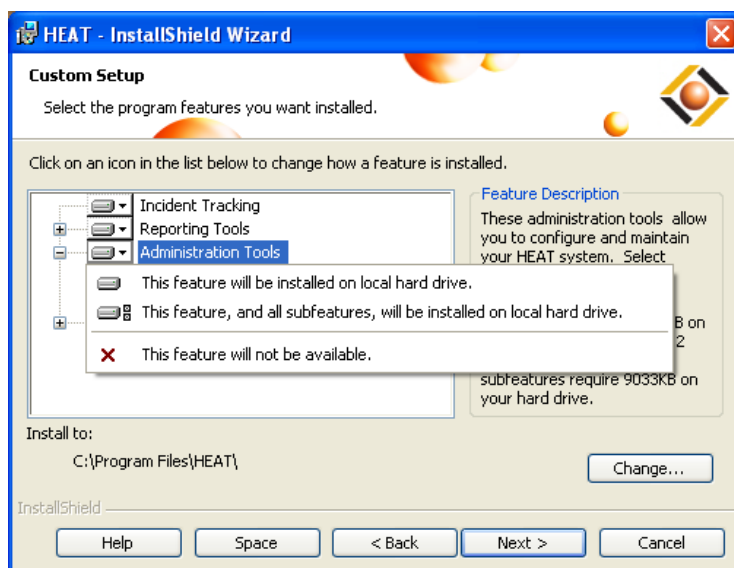 HEAT - InstallShield Wizard
Custom Setup
Select the program features you want installed.
Click on an icon in the list below to change how a feature is installed.
Incident Tracking
Reporting Tools
Administration Tools
This feature will be installed on local hard drive.
This feature, and all subfeatures, will be installed on local hard drive.
This feature will not be available.
Feature Description
These administration tools allow
you to configure and maintain
your HEAT system. Select
B on
2
subfeatures require 9033KB on
your hard drive.
Install to:
C:\Program Files\HEAT\
Change...
InstallShield
Help
Space
< Back
Next >
Cancel